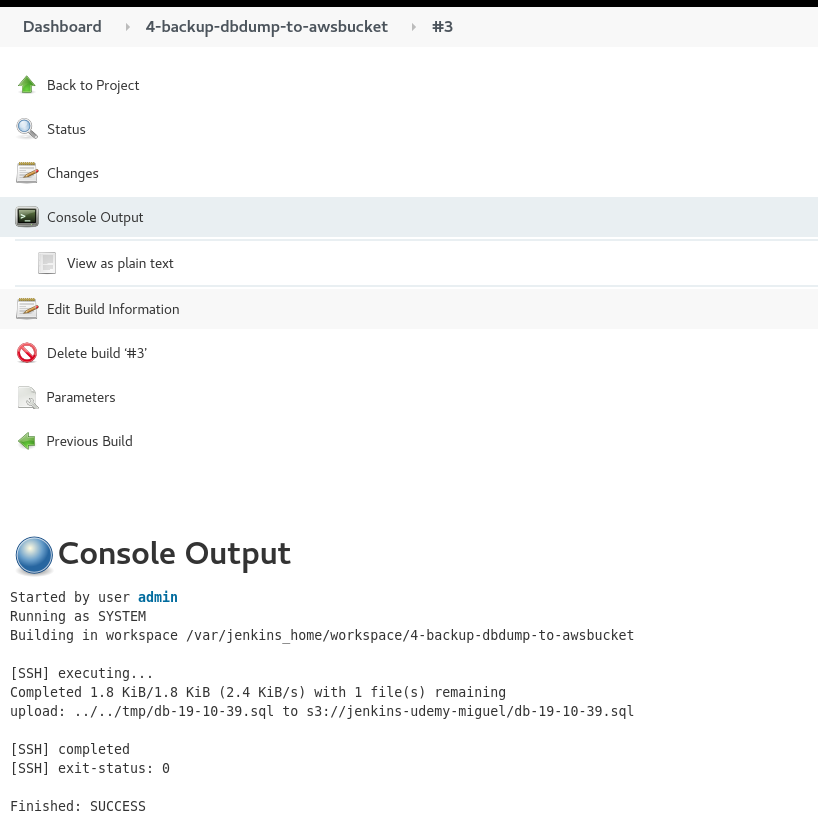 Dashboard 4-backup-dbdump-to-awsbucket #3
Back to Project
Status
Changes
Console Output
View as plain text
Edit Build Information
Delete build ‘#3’
Parameters
Previous Build
Console Output
Started by user admin
Running as SYSTEM
Building in workspace /var/jenkins_home/workspace/4-backup-dbdump-to-awsbucket
[SSH] executing...
Completed 1.8 KiB/1.8 KiB (2.4 KiB/s) with 1 file(s) remaining
upload: ../../tmp/db-19-10-39.sql to s3://jenkins-udemy-miguel/db-19-10-39.sql
[SSH] completed
[SSH] exit-status: 0
Finished: SUCCESS